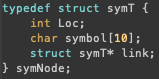 typedef struct symT {
    int Loc;
    char symbol[10];
    struct symT* link;
} symNode;